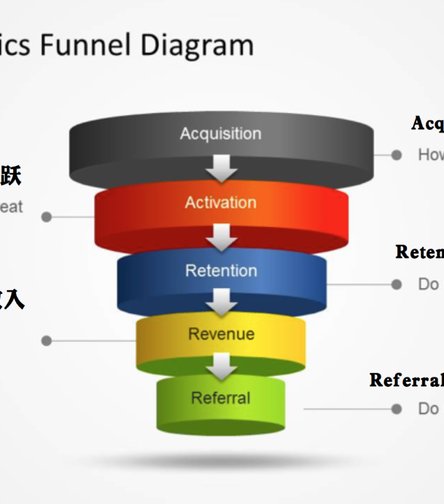 ics Funnel Diagram
Acquisition
Acq
How
跃
eat
Activation
Reten
Retention
Do
入
Revenue
Referral
Referral
Do